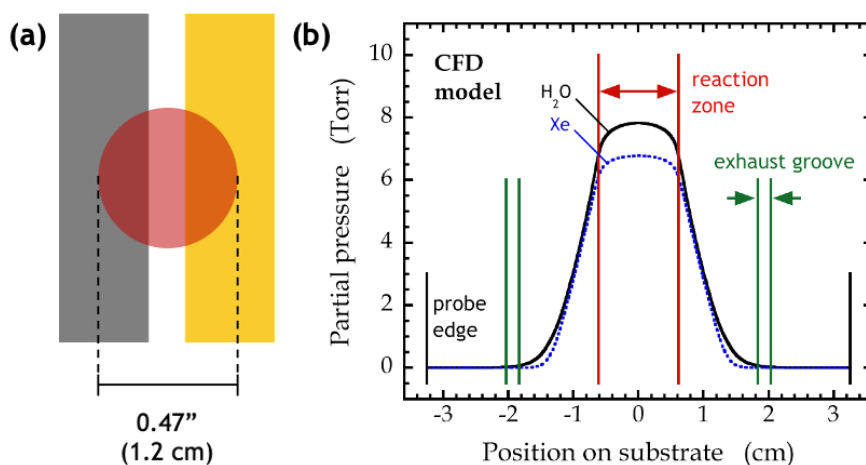 (a)
0.47”
(1.2 cm)
(b)
Partial pressure (Torr)
10
8
6
4
2
0
CFD
model
H₂O
Xe
reaction
zone
exhaust groove
probe
edge
-3 -2 -1 0 1 2 3
Position on substrate (cm)